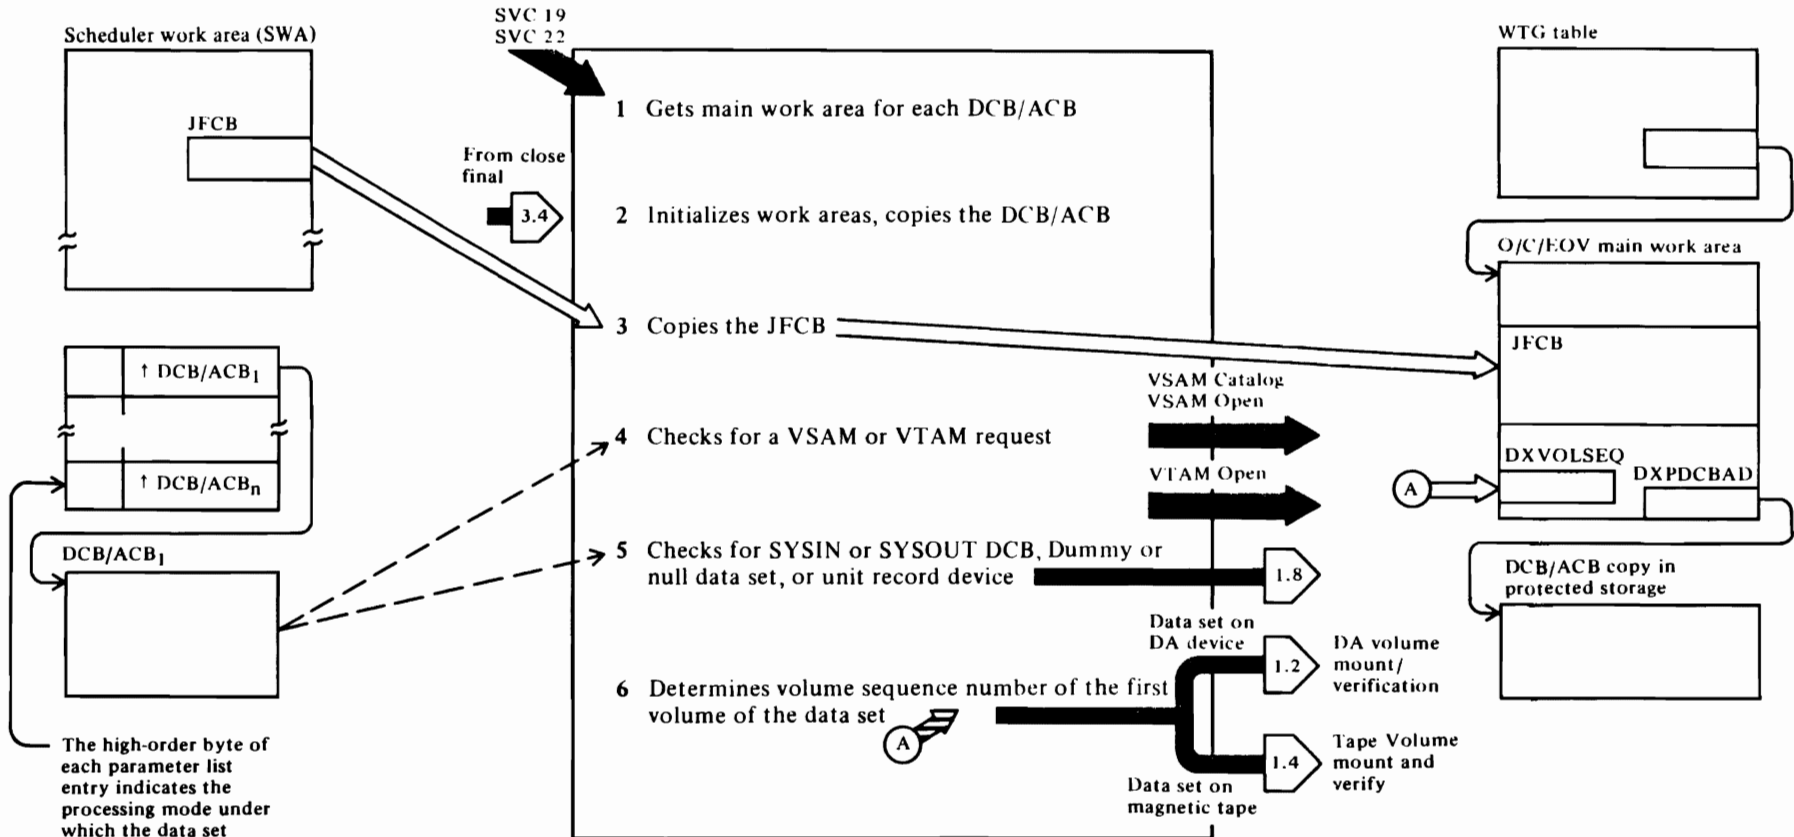 SVC 19
SVC 22
Scheduler work area (SWA)
JFCB
From close
final
3.4
↑ DCB/ACB1
↑ DCB/ACBn
DCB/ACB1
The high-order byte of
each parameter list
entry indicates the
processing mode under
which the data set
1 Gets main work area for each DCB/ACB
2 Initializes work areas, copies the DCB/ACB
3 Copies the JFCB
4 Checks for a VSAM or VTAM request
VSAM Catalog
VSAM Open
VTAM Open
5 Checks for SYSIN or SYSOUT DCB, Dummy or
null data set, or unit record device
1.8
6 Determines volume sequence number of the first
volume of the data set
A
Data set on
DA device
1.2
DA volume
mount/
verification
1.4
Tape Volume
mount and
verify
Data set on
magnetic tape
WTG table
O/C/EOV main work area
JFCB
DXVOLSEQ
DXPDCBAD
A
DCB/ACB copy in
protected storage